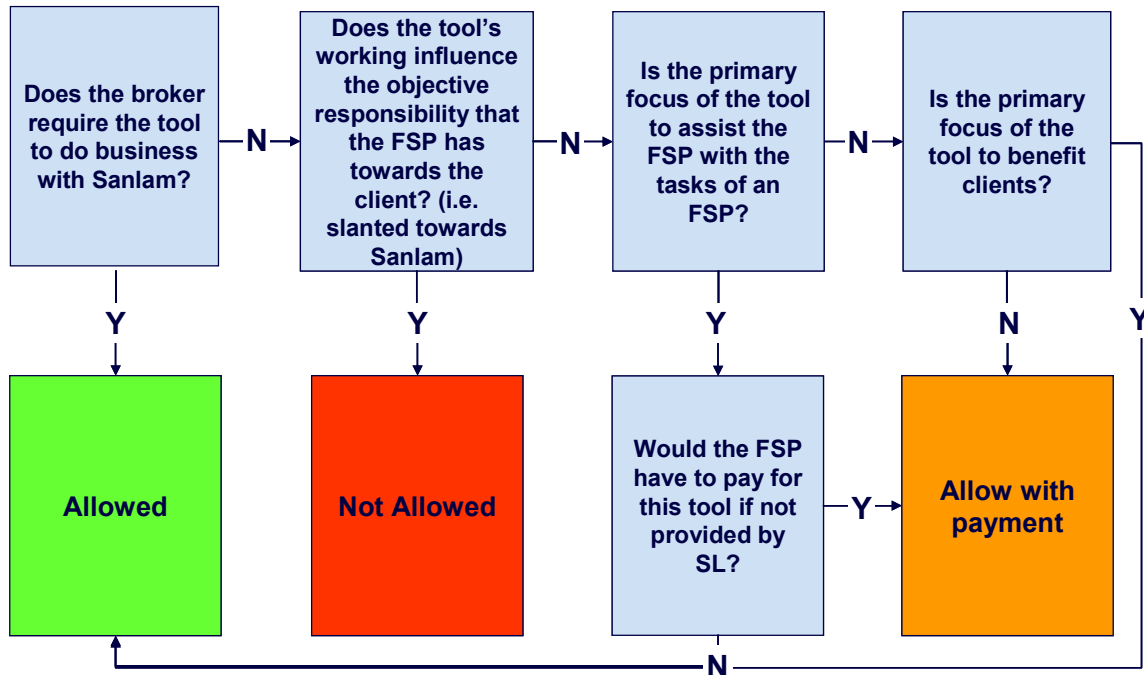 Does the broker
require the tool
to do business
with Sanlam?
N
Does the tool's
working influence
the objective
responsibility that
the FSP has
towards the
client? (i.e.
slanted towards
Sanlam)
N
Is the primary
focus of the tool
to assist the
FSP with the
tasks of an
FSP?
N
Is the primary
focus of the
tool to benefit
clients?
Y
Y
Y
N
Y
Allowed
Not Allowed
Would the FSP
have to pay for
this tool if not
provided by
SL?
Y
Allow with
payment
N